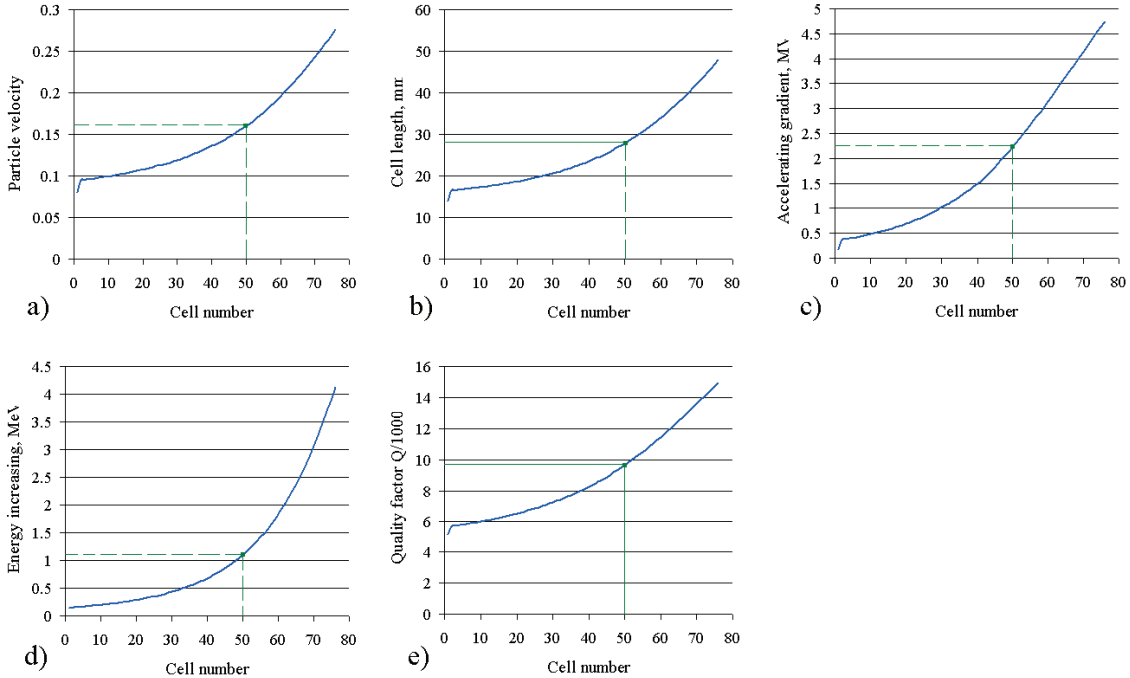 Particle velocity
0.3
0.25
0.2
0.15
0.1
0.05
0
0 10 20 30 40 50 60 70 80
Cell number
a)
Cell length, mm
60
50
40
30
20
10
0
0 10 20 30 40 50 60 70 80
Cell number
b)
Accelerating gradient, MV
5
4.5
4
3.5
3
2.5
2
1.5
1
0.5
0
0 10 20 30 40 50 60 70 80
Cell number
c)
Energy increasing, MeV
4.5
4
3.5
3
2.5
2
1.5
1
0.5
0
0 10 20 30 40 50 60 70 80
Cell number
d)
Quality factor Q/1000
16
14
12
10
8
6
4
2
0
0 10 20 30 40 50 60 70 80
Cell number
e)